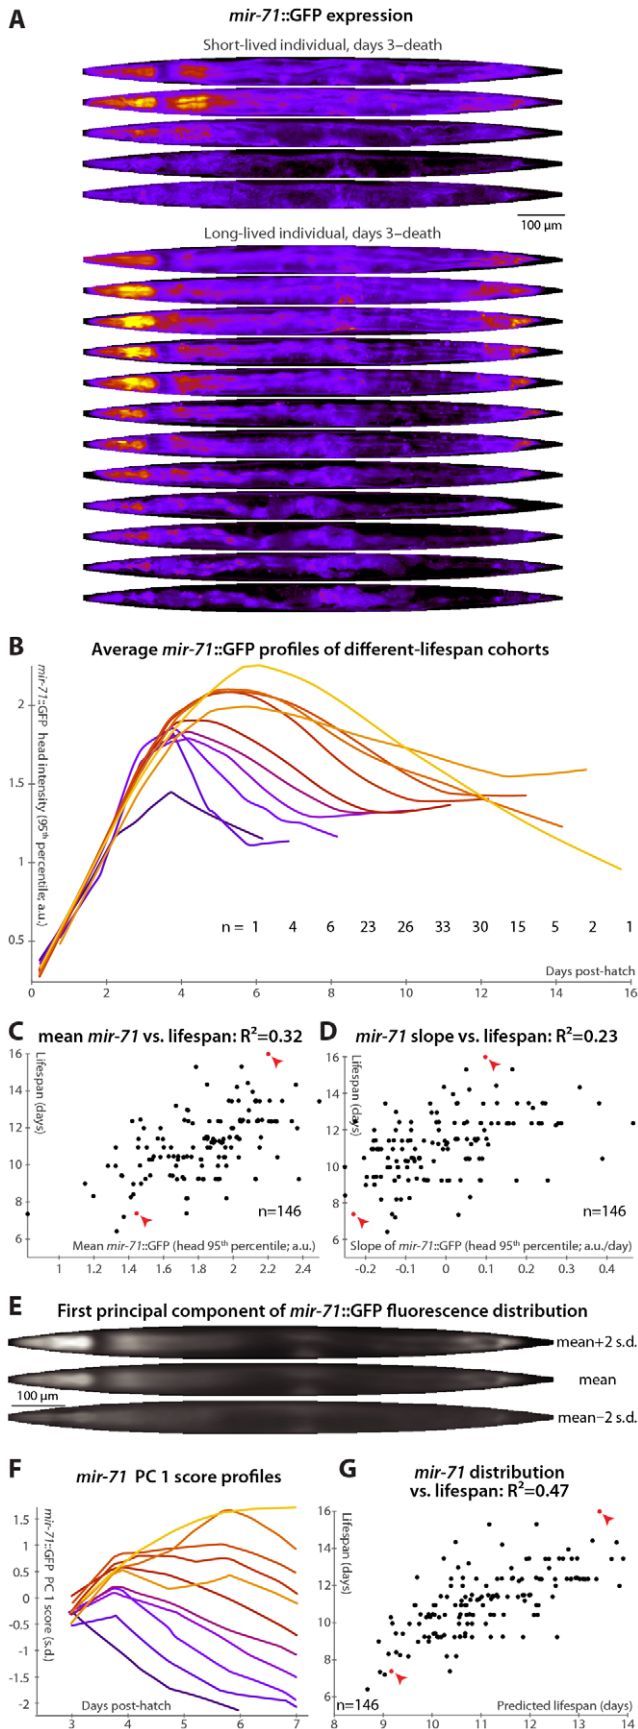 A
mir-71::GFP expression
Short-lived individual, days 3–death
100 µm
Long-lived individual, days 3–death
B
Average mir-71::GFP profiles of different-lifespan cohorts
mir-71::GFP head intensity (95th percentile; a.u.)
2
1.5
1
0.5
n = 1 4 6 23 26 33 30 15 5 2 1
Days post-hatch
0 2 4 6 8 10 12 14 16
C
mean mir-71 vs. lifespan: R²=0.32
Lifespan (days)
16
14
12
10
8
6
n=146
Mean mir-71::GFP (head 95th percentile; a.u.)
1 1.2 1.4 1.6 1.8 2 2.2 2.4
D
mir-71 slope vs. lifespan: R²=0.23
Lifespan (days)
16
14
12
10
8
6
n=146
Slope of mir-71::GFP (head 95th percentile; a.u./day)
-0.2 -0.1 0 0.1 0.2 0.3 0.4
E
First principal component of mir-71::GFP fluorescence distribution
mean+2 s.d.
mean
100 µm
mean−2 s.d.
F
mir-71 PC 1 score profiles
mir-71::GFP PC 1 score (s.d.)
1.5
1
0.5
0
-0.5
-1
-1.5
-2
Days post-hatch
3 4 5 6 7
G
mir-71 distribution
vs. lifespan: R²=0.47
Lifespan (days)
16
14
12
10
8
6
n=146
Predicted lifespan (days)
8 9 10 11 12 13 14